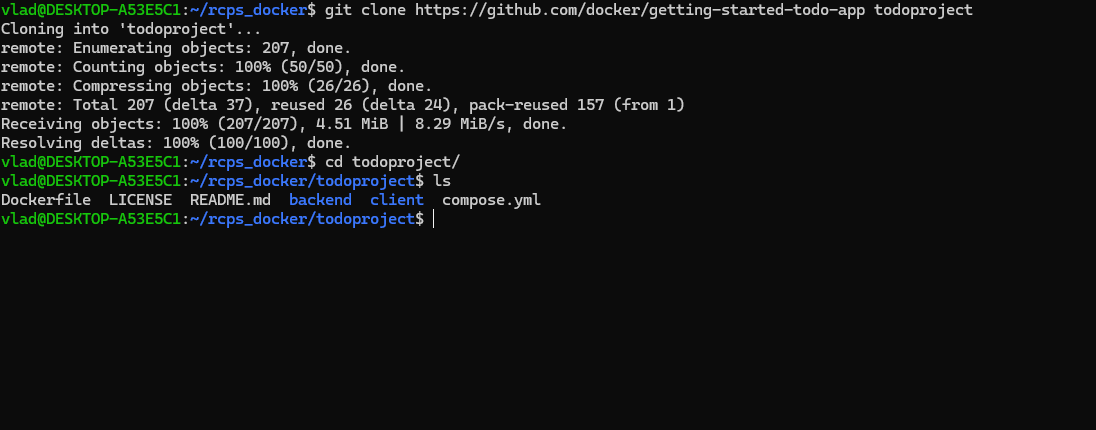 vlad@DESKTOP-A53E5C1:~/rcps_docker$ git clone https://github.com/docker/getting-started-todo-app todoproject
Cloning into 'todoproject'...
remote: Enumerating objects: 207, done.
remote: Counting objects: 100% (50/50), done.
remote: Compressing objects: 100% (26/26), done.
remote: Total 207 (delta 37), reused 26 (delta 24), pack-reused 157 (from 1)
Receiving objects: 100% (207/207), 4.51 MiB | 8.29 MiB/s, done.
Resolving deltas: 100% (100/100), done.
vlad@DESKTOP-A53E5C1:~/rcps_docker$ cd todoproject/
vlad@DESKTOP-A53E5C1:~/rcps_docker/todoproject$ ls
Dockerfile  LICENSE  README.md  backend  client  compose.yml
vlad@DESKTOP-A53E5C1:~/rcps_docker/todoproject$